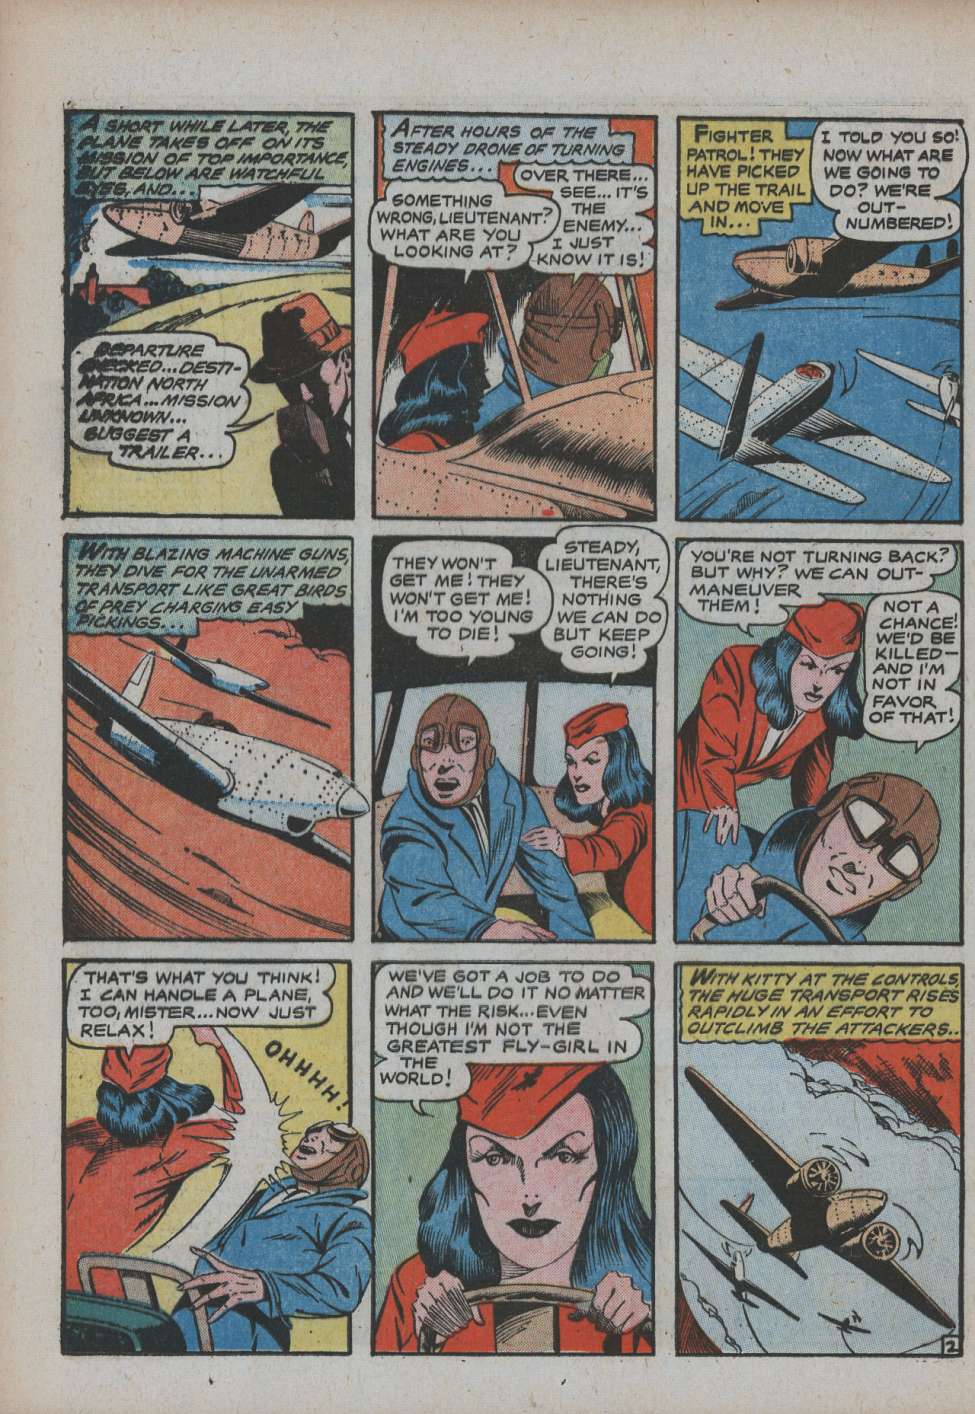 A SHORT WHILE LATER, THE
PLANE TAKES OFF ON ITS
MISSION OF TOP IMPORTANCE,
BUT BELOW ARE WATCHFUL
EYES, AND...
DEPARTURE
CHECKED...DESTI-
NATION NORTH
AFRICA...MISSION
UNKNOWN...
SUGGEST A
TRAILER...
AFTER HOURS OF THE
STEADY DRONE OF TURNING
ENGINES...
SOMETHING
WRONG, LIEUTENANT?
WHAT ARE YOU
LOOKING AT?
OVER THERE...
SEE... IT'S
THE
ENEMY...
I JUST
KNOW IT IS!
FIGHTER
PATROL! THEY
HAVE PICKED
UP THE TRAIL
AND MOVE
IN...
I TOLD YOU SO!
NOW WHAT ARE
WE GOING TO
DO? WE'RE
OUT-
NUMBERED!
WITH BLAZING MACHINE GUNS,
THEY DIVE FOR THE UNARMED
TRANSPORT LIKE GREAT BIRDS
OF PREY CHARGING EASY
PICKINGS...
THEY WON'T
GET ME! THEY
WON'T GET ME!
I'M TOO YOUNG
TO DIE!
STEADY,
LIEUTENANT,
THERE'S
NOTHING
WE CAN DO
BUT KEEP
GOING!
YOU'RE NOT TURNING BACK?
BUT WHY? WE CAN OUT-
MANEUVER
THEM!
NOT A
CHANCE!
WE'D BE
KILLED—
AND I'M
NOT IN
FAVOR
OF THAT!
THAT'S WHAT YOU THINK!
I CAN HANDLE A PLANE,
TOO, MISTER...NOW JUST
RELAX!
OHHHHH!
WE'VE GOT A JOB TO DO
AND WE'LL DO IT NO MATTER
WHAT THE RISK...EVEN
THOUGH I'M NOT THE
GREATEST FLY-GIRL IN
THE
WORLD!
WITH KITTY AT THE CONTROLS,
THE HUGE TRANSPORT RISES
RAPIDLY IN AN EFFORT TO
OUTCLIMB THE ATTACKERS..
2